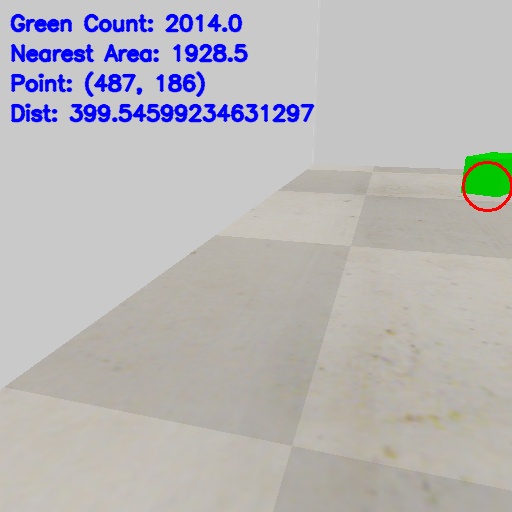 Green Count: 2014.0
Nearest Area: 1928.5
Point: (487, 186)
Dist: 399.54599234631297